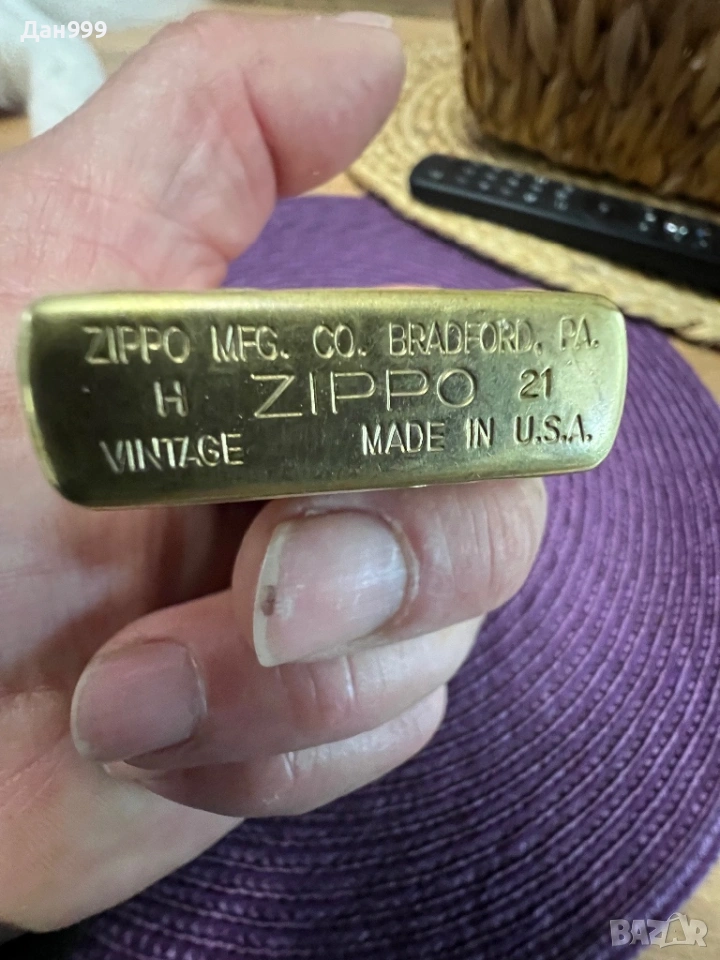 Дан999
ZIPPO MFG. CO. BRADFORD, PA.
H ZIPPO 21
VINTAGE MADE IN U.S.A.
BAZAR